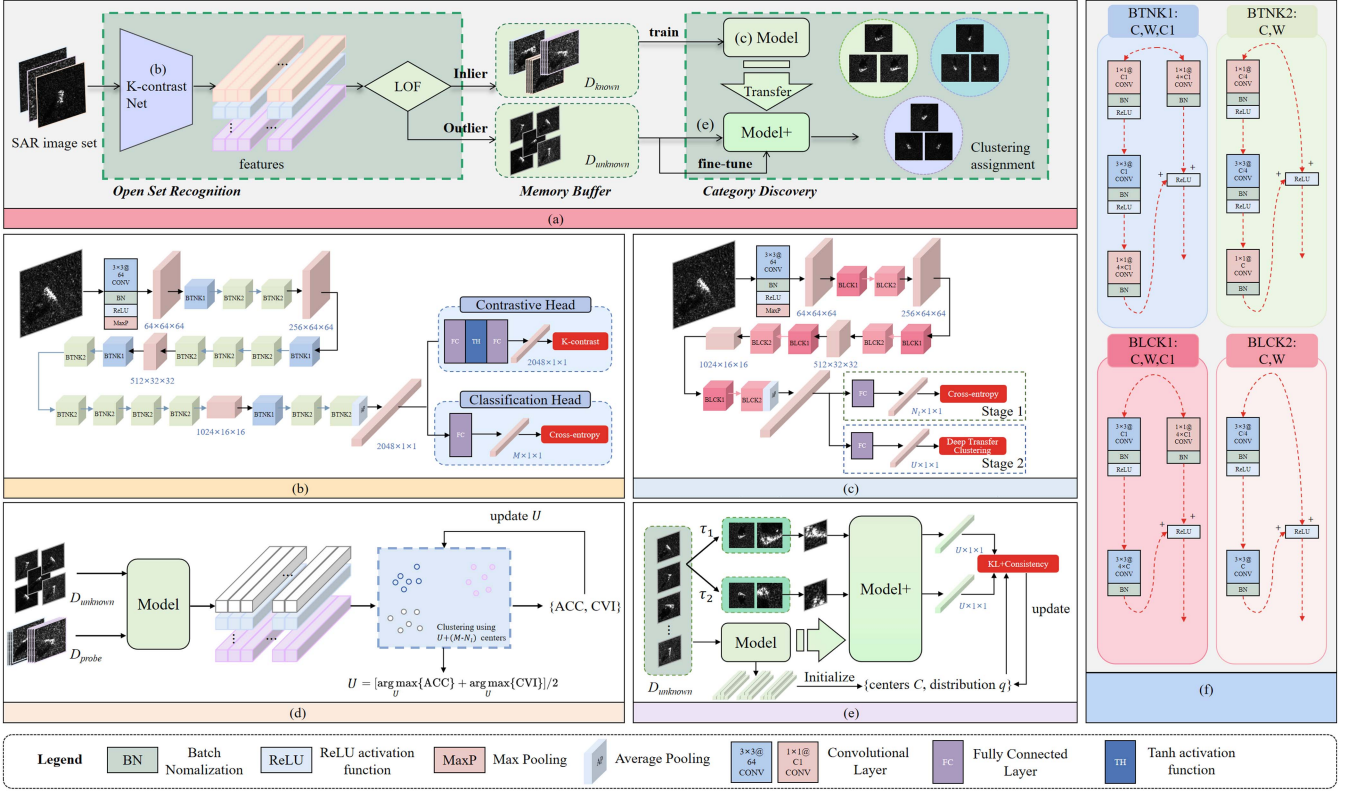 SAR image set
(b)
K-contrast
Net
features
...
LOF
Inlier
Outlier
Open Set Recognition
D_known
D_unknown
Memory Buffer
train
(c) Model
Transfer
(e)
Model+
fine-tune
Clustering
assignment
Category Discovery
(a)
3×3@
64
CONV
BN
ReLU
MaxP
64×64×64
BTNK1
BTNK2
BTNK2
256×64×64
BTNK2
BTNK1
BTNK2
BTNK2
BTNK2
BTNK1
512×32×32
BTNK2
BTNK2
BTNK2
BTNK2
1024×16×16
BTNK1
BTNK2
BTNK2
AP
2048×1×1
Contrastive Head
FC
TH
FC
K-contrast
2048×1×1
Classification Head
FC
Cross-entropy
M×1×1
(b)
3×3@
64
CONV
BN
ReLU
MaxP
64×64×64
BLCK1
BLCK2
256×64×64
BLCK2
BLCK1
BLCK2
BLCK1
1024×16×16
512×32×32
BLCK1
BLCK2
FC
Cross-entropy
N₁×1×1
Stage 1
FC
Deep Transfer
Clustering
U×1×1
Stage 2
(c)
D_unknown
D_probe
Model
...
update U
Clustering using
U+(M-N₁) centers
{ACC, CVI}
U = [arg max{ACC} + arg max{CVI}]/2
U U
(d)
D_unknown
τ₁
τ₂
Model
Model+
U×1×1
U×1×1
KL+Consistency
update
Initialize
{centers C, distribution q}
(e)
BTNK1:
C,W,C1
1×1@
C1
CONV
BN
ReLU
1×1@
4×C1
CONV
BN
3×3@
C1
CONV
BN
ReLU
+
+
ReLU
1×1@
4×C1
CONV
BN
BTNK2:
C,W
1×1@
C/4
CONV
BN
ReLU
3×3@
C/4
CONV
BN
ReLU
+
+
ReLU
1×1@
C
CONV
BN
BLCK1:
C,W,C1
3×3@
C1
CONV
BN
ReLU
1×1@
4×C1
CONV
BN
+
+
ReLU
3×3@
4×C
CONV
BN
BLCK2:
C,W
3×3@
C/4
CONV
BN
ReLU
+
+
ReLU
3×3@
C
CONV
BN
(f)
Legend
BN
Batch
Nomalization
ReLU
ReLU activation
function
MaxP
Max Pooling
AP
Average Pooling
3×3@
64
CONV
1×1@
C1
CONV
Convolutional
Layer
FC
Fully Connected
Layer
TH
Tanh activation
function